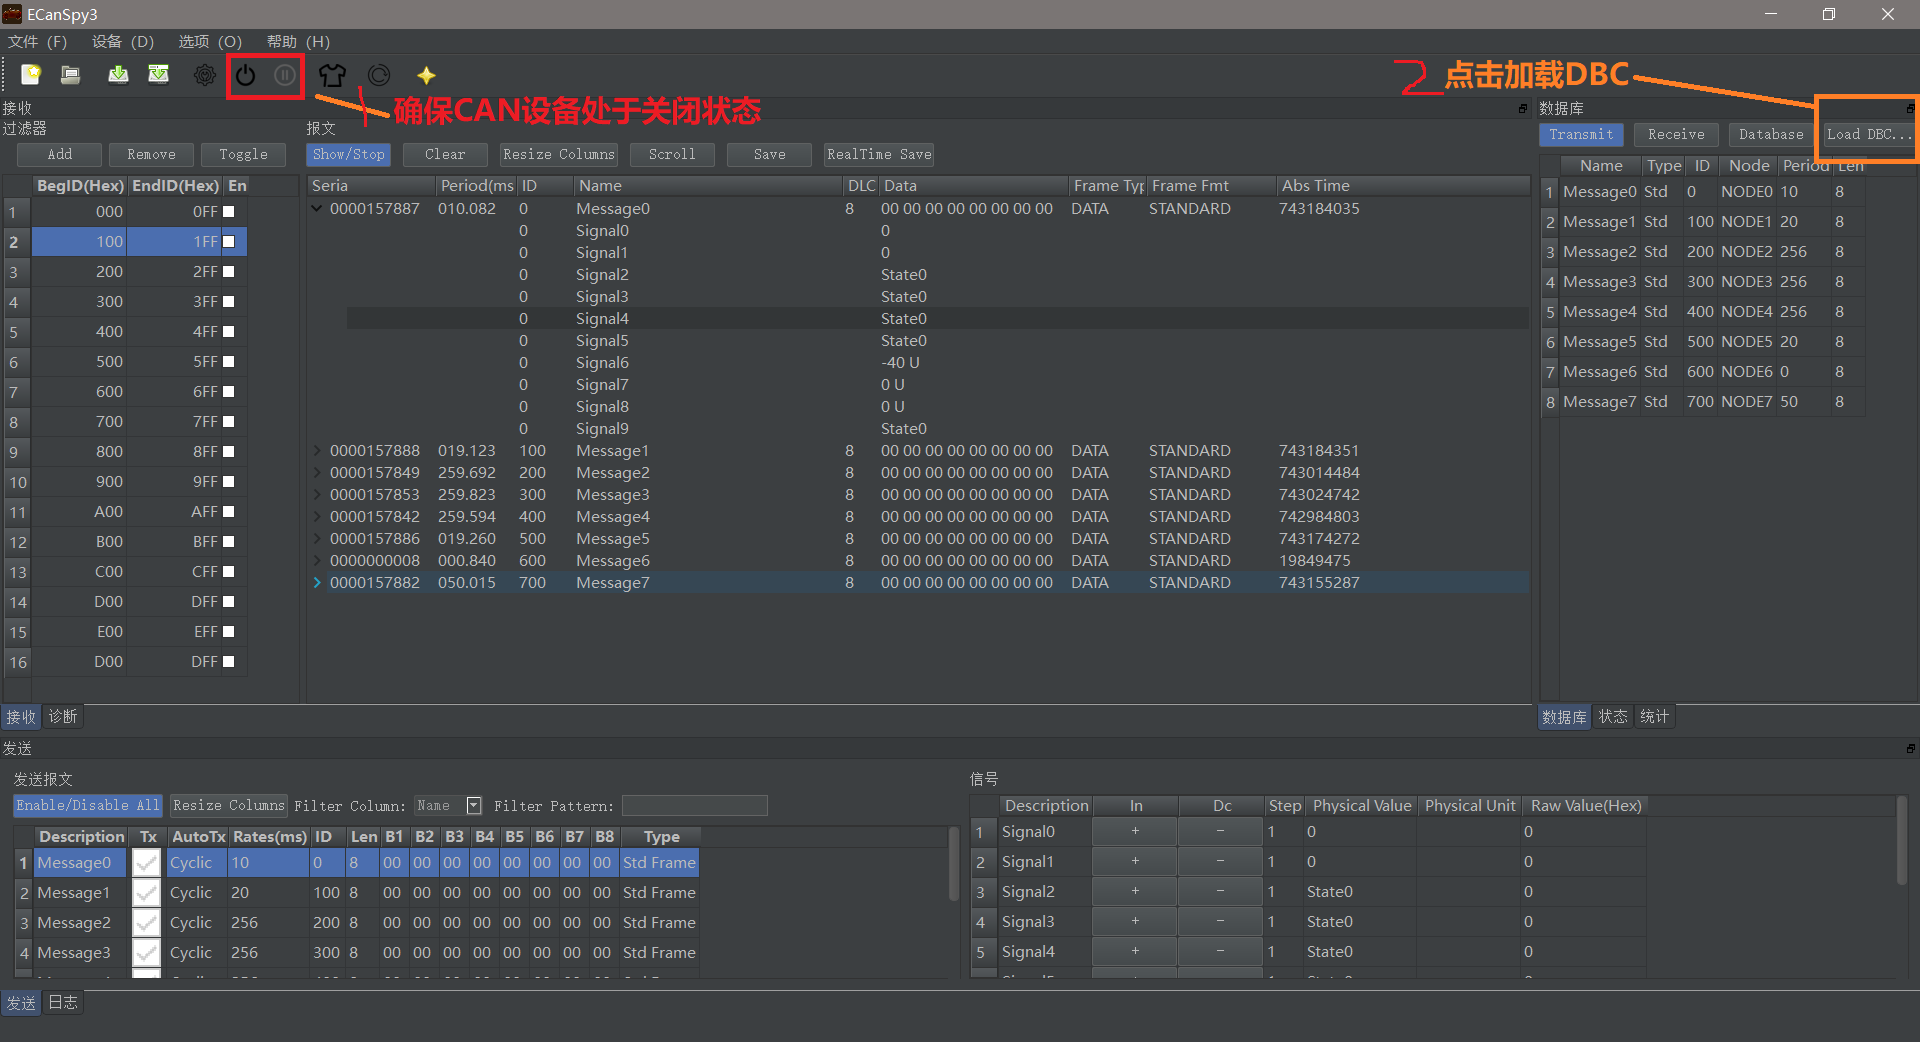 ECanSpy3
文件 (F) 设备 (D) 选项 (O) 帮助 (H)
1 确保CAN设备处于关闭状态
2 点击加载DBC
接收
过滤器
Add Remove Toggle
BegID(Hex) EndID(Hex) En
1 000 0FF
2 100 1FF
3 200 2FF
4 300 3FF
5 400 4FF
6 500 5FF
7 600 6FF
8 700 7FF
9 800 8FF
10 900 9FF
11 A00 AFF
12 B00 BFF
13 C00 CFF
14 D00 DFF
15 E00 EFF
16 D00 DFF
接收 诊断
报文
Show/Stop Clear Resize Columns Scroll Save RealTime Save
Seria Period(ms ID Name DLC Data Frame Typ Frame Fmt Abs Time
0000157887 010.082 0 Message0 8 00 00 00 00 00 00 00 00 DATA STANDARD 743184035
0 Signal0 0
0 Signal1 0
0 Signal2 State0
0 Signal3 State0
0 Signal4 State0
0 Signal5 State0
0 Signal6 -40 U
0 Signal7 0 U
0 Signal8 0 U
0 Signal9 State0
0000157888 019.123 100 Message1 8 00 00 00 00 00 00 00 00 DATA STANDARD 743184351
0000157849 259.692 200 Message2 8 00 00 00 00 00 00 00 00 DATA STANDARD 743014484
0000157853 259.823 300 Message3 8 00 00 00 00 00 00 00 00 DATA STANDARD 743024742
0000157842 259.594 400 Message4 8 00 00 00 00 00 00 00 00 DATA STANDARD 742984803
0000157886 019.260 500 Message5 8 00 00 00 00 00 00 00 00 DATA STANDARD 743174272
0000000008 000.840 600 Message6 8 00 00 00 00 00 00 00 00 DATA STANDARD 19849475
0000157882 050.015 700 Message7 8 00 00 00 00 00 00 00 00 DATA STANDARD 743155287
数据库
Transmit Receive Database Load DBC...
Name Type ID Node Period Len
1 Message0 Std 0 NODE0 10 8
2 Message1 Std 100 NODE1 20 8
3 Message2 Std 200 NODE2 256 8
4 Message3 Std 300 NODE3 256 8
5 Message4 Std 400 NODE4 256 8
6 Message5 Std 500 NODE5 20 8
7 Message6 Std 600 NODE6 0 8
8 Message7 Std 700 NODE7 50 8
数据库 状态 统计
发送
发送报文
Enable/Disable All Resize Columns Filter Column: Name Filter Pattern:
Description Tx AutoTx Rates(ms) ID Len B1 B2 B3 B4 B5 B6 B7 B8 Type
1 Message0 Cyclic 10 0 8 00 00 00 00 00 00 00 00 Std Frame
2 Message1 Cyclic 20 100 8 00 00 00 00 00 00 00 00 Std Frame
3 Message2 Cyclic 256 200 8 00 00 00 00 00 00 00 00 Std Frame
4 Message3 Cyclic 256 300 8 00 00 00 00 00 00 00 00 Std Frame
信号
Description In Dc Step Physical Value Physical Unit Raw Value(Hex)
1 Signal0 + - 1 0 0
2 Signal1 + - 1 0 0
3 Signal2 + - 1 State0 0
4 Signal3 + - 1 State0 0
5 Signal4 + - 1 State0 0
发送 日志